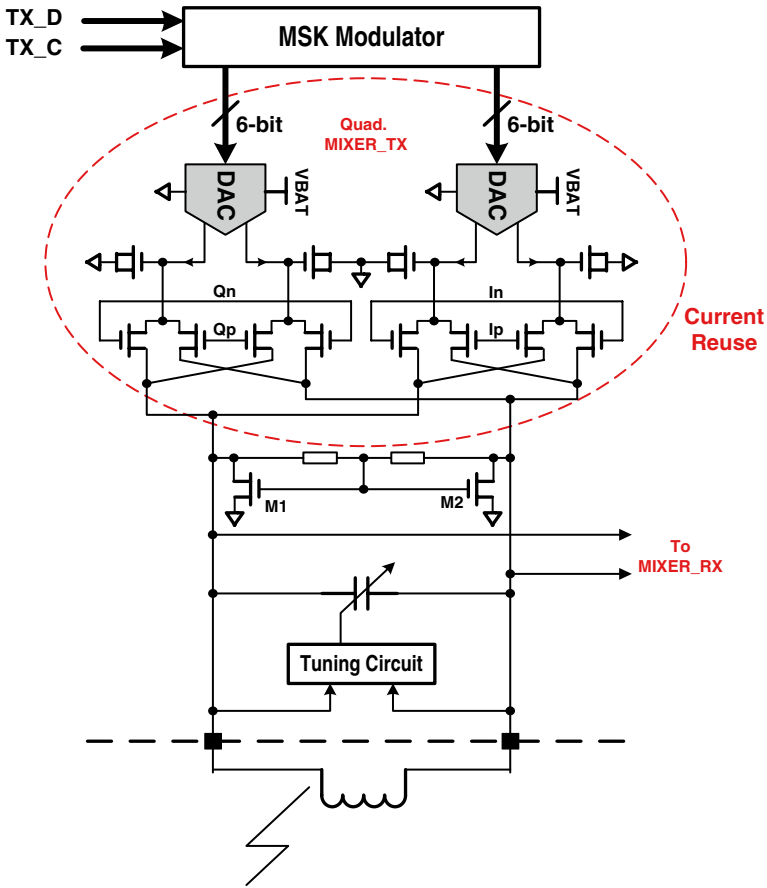 TX_D
TX_C
MSK Modulator
6-bit
6-bit
Quad.
MIXER_TX
DAC
VBAT
DAC
VBAT
Qn
In
Qp
Ip
Current
Reuse
M1
M2
To
MIXER_RX
Tuning Circuit